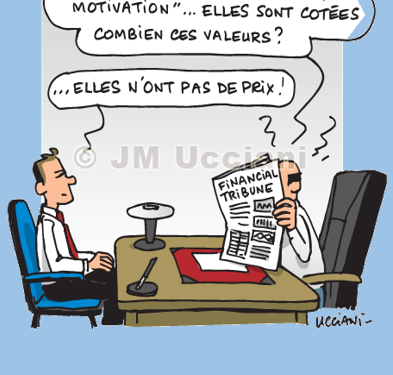 MOTIVATION"... ELLES SONT COTÉES
COMBIEN CES VALEURS?
...ELLES N'ONT PAS DE PRIX!
© JM Ucciani
FINANCIAL
TRIBUNE
UCCIANI